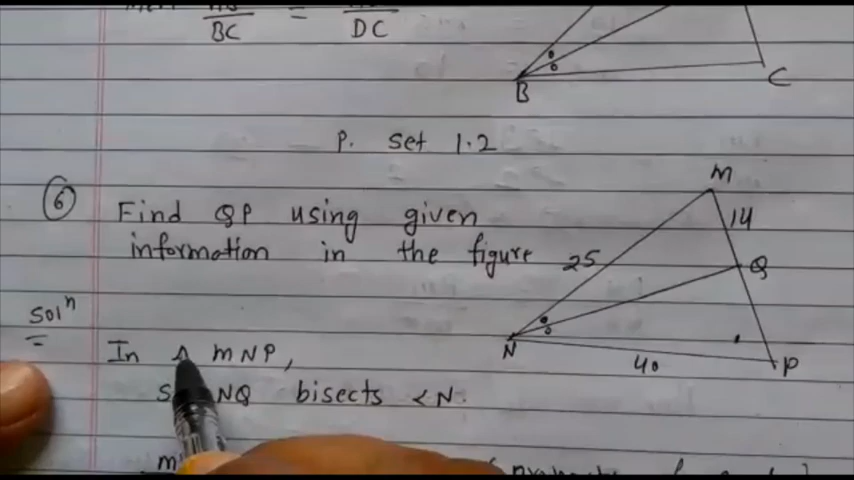 BC = DC
B
C
P. Set 1.2
⑥ Find QP using given
information in the figure
M
14
25
Q
N
40
P
Solⁿ
=
In Δ MNP,
NQ bisects <N.